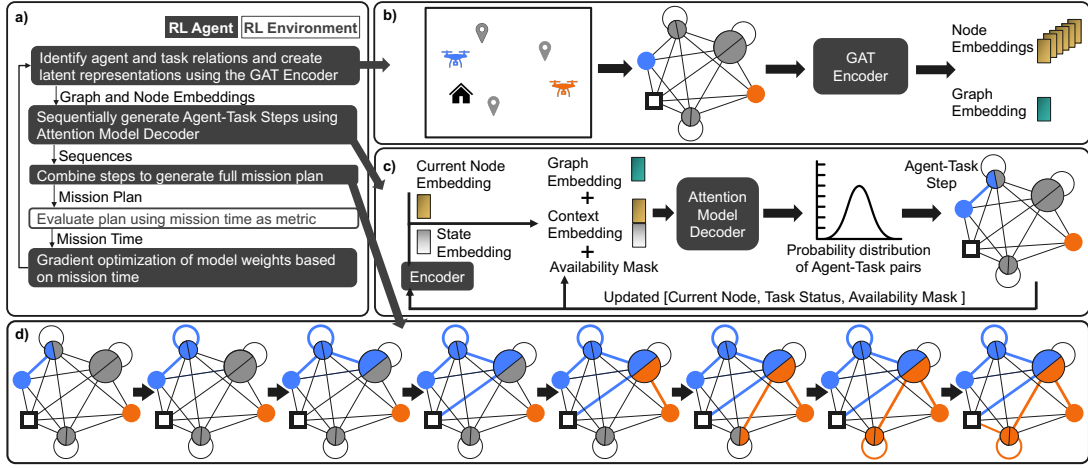 a)
RL Agent
RL Environment
Identify agent and task relations and create
latent representations using the GAT Encoder
Graph and Node Embeddings
Sequentially generate Agent-Task Steps using
Attention Model Decoder
Sequences
Combine steps to generate full mission plan
Mission Plan
Evaluate plan using mission time as metric
Mission Time
Gradient optimization of model weights based
on mission time
b)
GAT
Encoder
Node
Embeddings
Graph
Embedding
c)
Current Node
Embedding
State
Embedding
Encoder
Graph
Embedding
+
Context
Embedding
+
Availability Mask
Attention
Model
Decoder
Probability distribution
of Agent-Task pairs
Agent-Task
Step
Updated [Current Node, Task Status, Availability Mask ]
d)